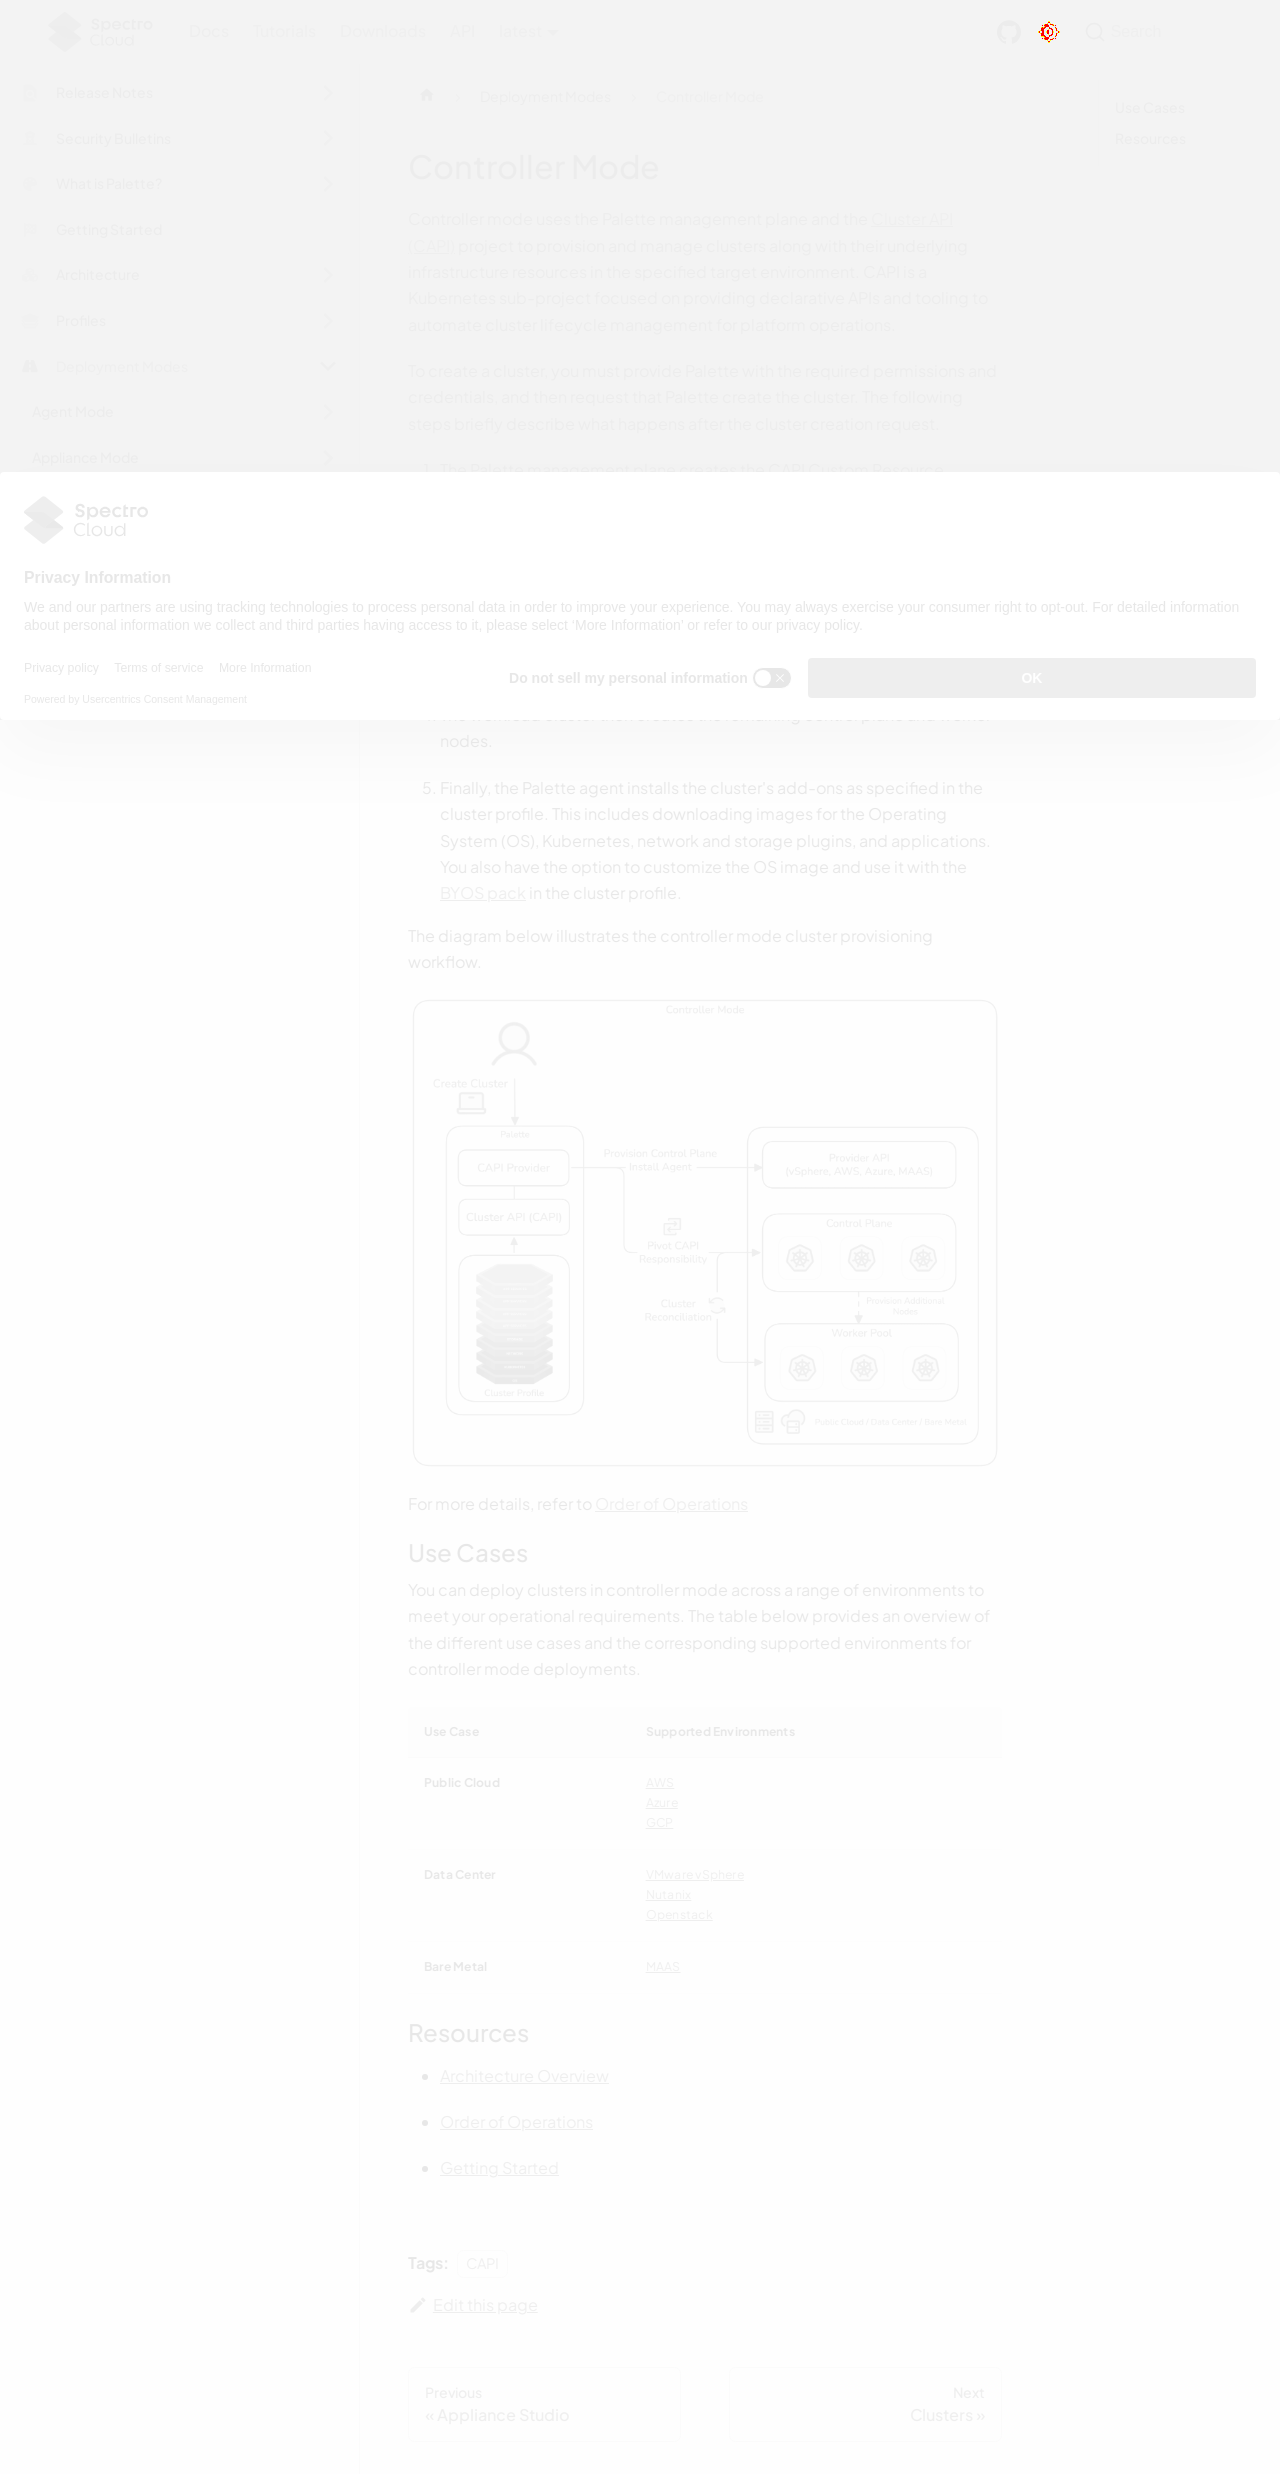 Spectro
Cloud
Docs
Tutorials
Downloads
API
latest
Search
Release Notes
Security Bulletins
What is Palette?
Getting Started
Architecture
Profiles
Deployment Modes
Agent Mode
Appliance Mode
Deployment Modes
Controller Mode
Use Cases
Resources
Controller Mode
Controller mode uses the Palette management plane and the Cluster API
(CAPI) project to provision and manage clusters along with their underlying
infrastructure resources in the specified target environment. CAPI is a
Kubernetes sub-project focused on providing declarative APIs and tooling to
automate cluster lifecycle management for platform operations.
To create a cluster, you must provide Palette with the required permissions and
credentials, and then request that Palette create the cluster. The following
steps briefly describe what happens after the cluster creation request.
1. The Palette management plane creates the CAPI Custom Resource
Spectro
Cloud
Privacy Information
We and our partners are using tracking technologies to process personal data in order to improve your experience. You may always exercise your consumer right to opt-out. For detailed information
about personal information we collect and third parties having access to it, please select 'More Information' or refer to our privacy policy.
Privacy policy
Terms of service
More Information
Do not sell my personal information
OK
Powered by Usercentrics Consent Management
nodes.
5. Finally, the Palette agent installs the cluster's add-ons as specified in the
cluster profile. This includes downloading images for the Operating
System (OS), Kubernetes, network and storage plugins, and applications.
You also have the option to customize the OS image and use it with the
BYOS pack in the cluster profile.
The diagram below illustrates the controller mode cluster provisioning
workflow.
Controller Mode
Create Cluster
Palette
CAPI Provider
Cluster API (CAPI)
Cluster Profile
Provision Control Plane
Install Agent
Pivot CAPI
Responsibility
Cluster
Reconciliation
Provider API
(vSphere, AWS, Azure, MAAS)
Control Plane
Provision Additional
Nodes
Worker Pool
Public Cloud / Data Center / Bare Metal
For more details, refer to Order of Operations
Use Cases
You can deploy clusters in controller mode across a range of environments to
meet your operational requirements. The table below provides an overview of
the different use cases and the corresponding supported environments for
controller mode deployments.
Use Case
Supported Environments
Public Cloud
AWS
Azure
GCP
Data Center
VMware vSphere
Nutanix
Openstack
Bare Metal
MAAS
Resources
Architecture Overview
Order of Operations
Getting Started
Tags:
CAPI
Edit this page
Previous
« Appliance Studio
Next
Clusters »